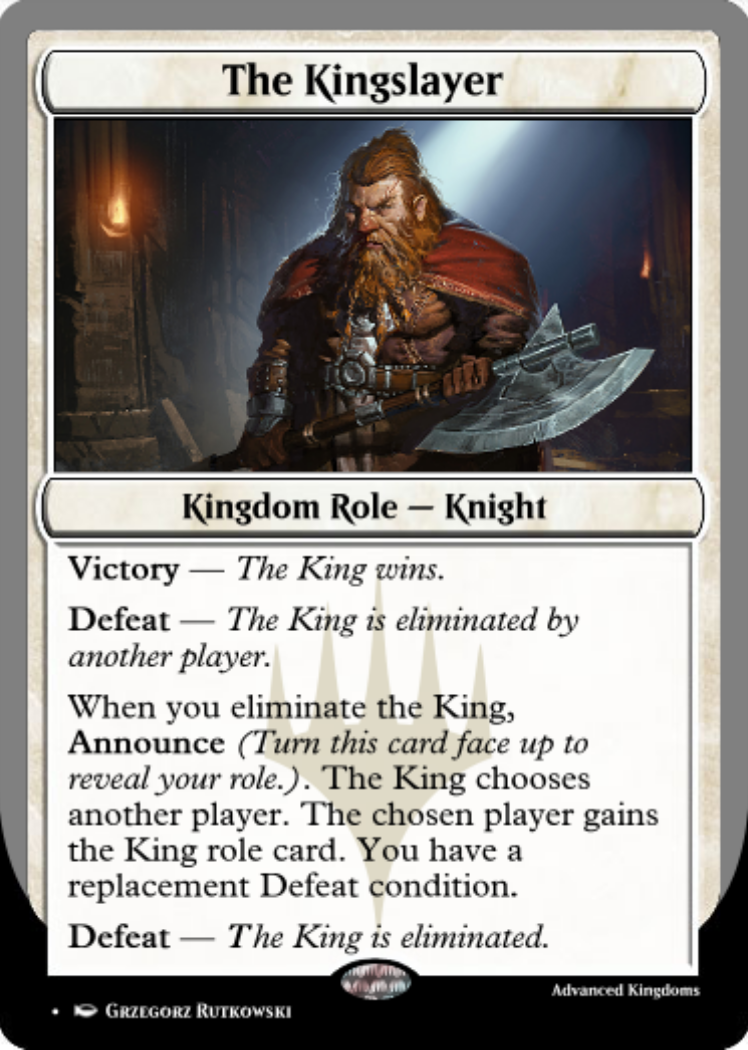 The Kingslayer
Kingdom Role — Knight
Victory — The King wins.
Defeat — The King is eliminated by
another player.
When you eliminate the King,
Announce (Turn this card face up to
reveal your role.). The King chooses
another player. The chosen player gains
the King role card. You have a
replacement Defeat condition.
Defeat — The King is eliminated.
Advanced Kingdoms
• Grzegorz Rutkowski